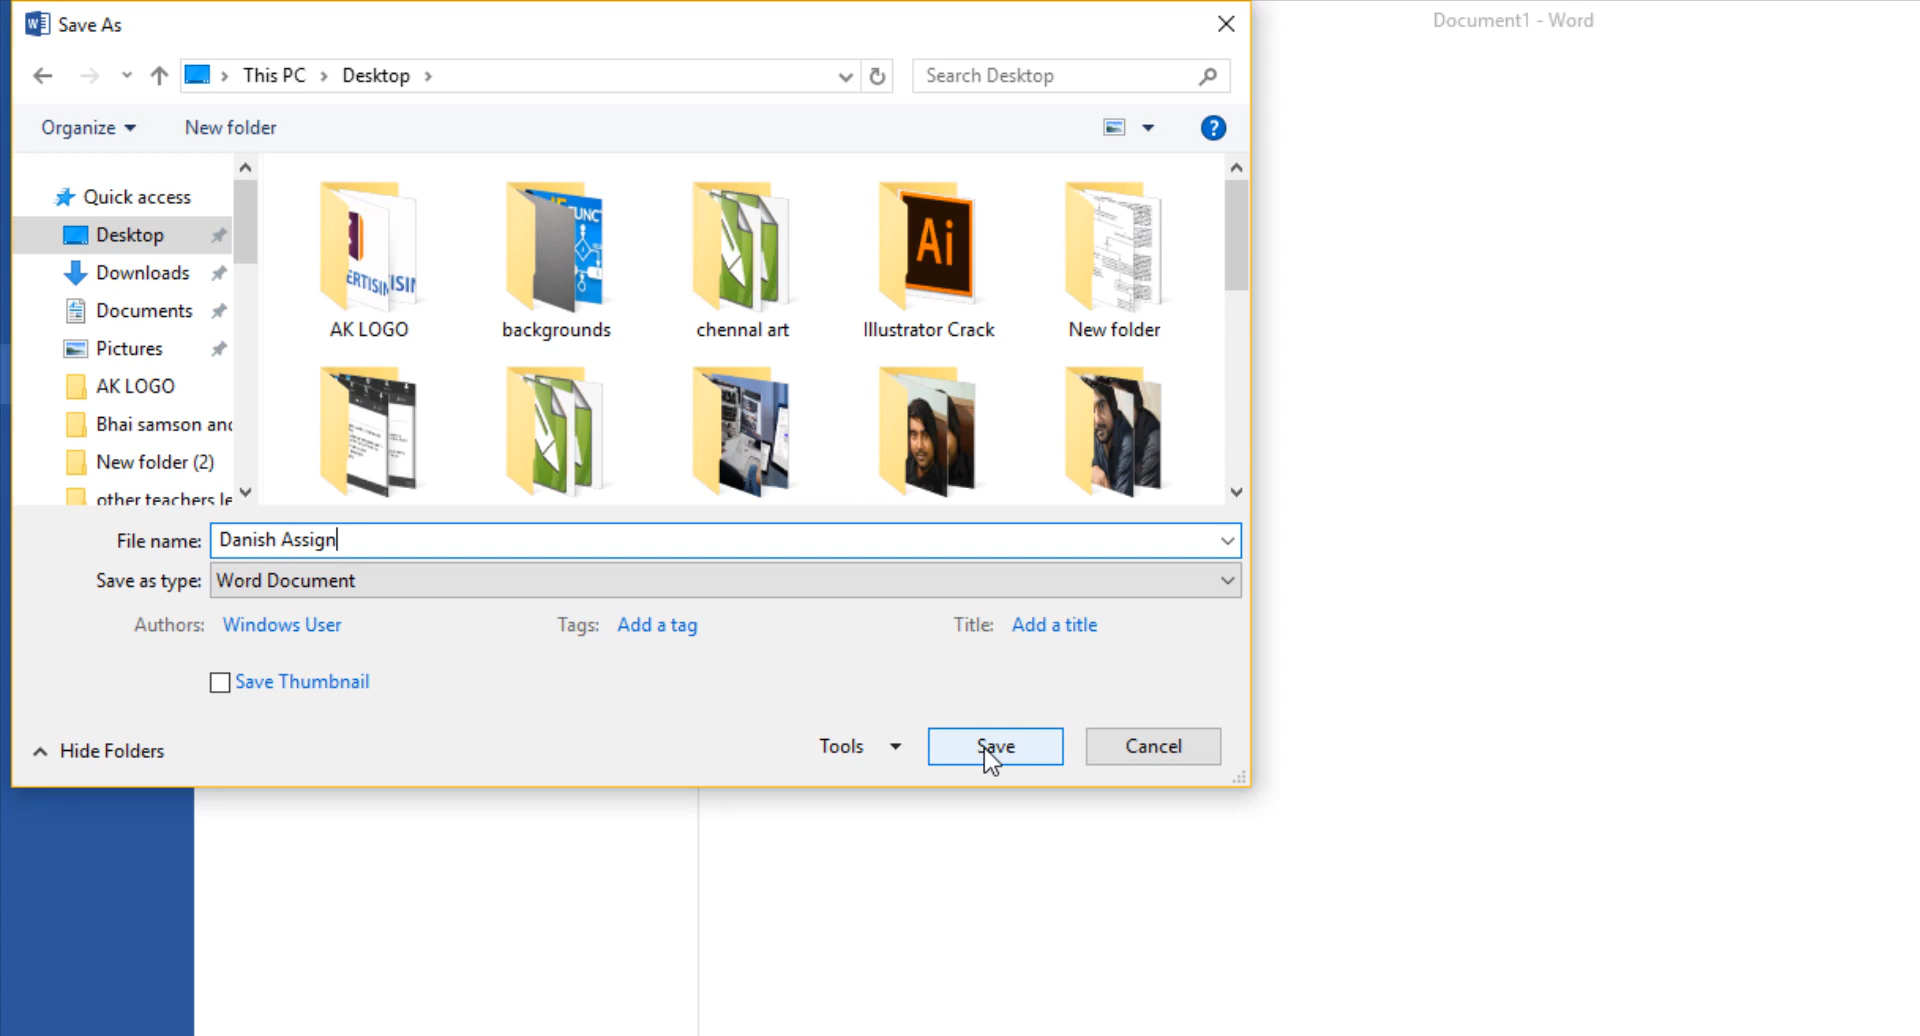 Save As
Document1 - Word
This PC
Desktop
Search Desktop
Organize
New folder
Quick access
Desktop
Downloads
Documents
Pictures
AK LOGO
Bhai samson and
New folder (2)
other teachers le
AK LOGO
backgrounds
chennal art
Illustrator Crack
New folder
Ai
File name: Danish Assign
Save as type: Word Document
Authors: Windows User
Tags: Add a tag
Title: Add a title
Save Thumbnail
Hide Folders
Tools
Save
Cancel